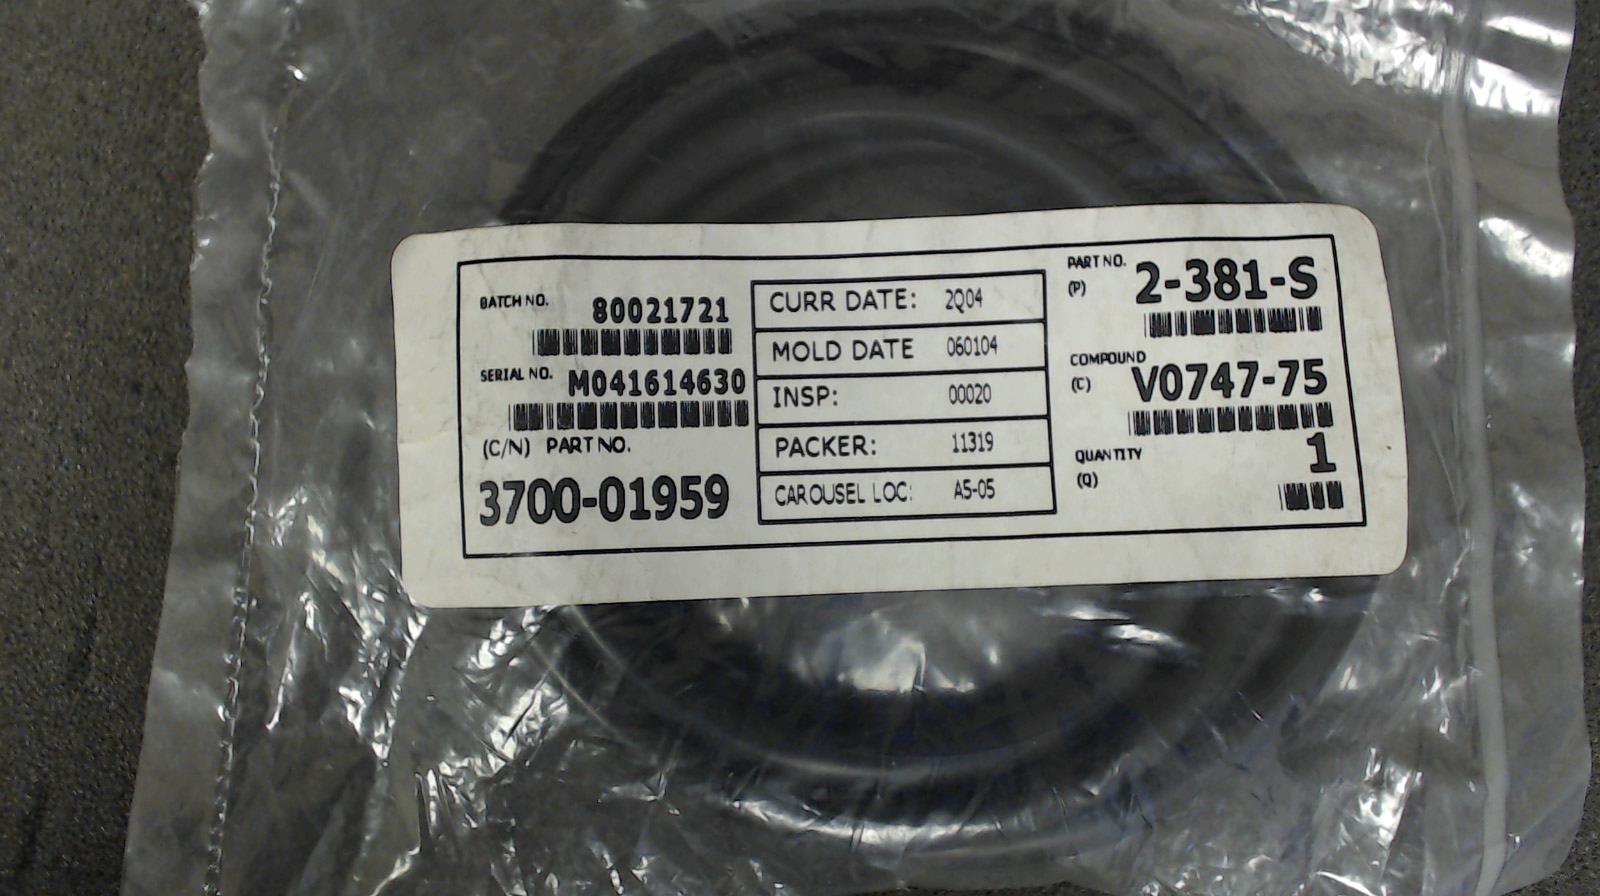 BATCH NO. 80021721
SERIAL NO. M041614630
(C/N) PART NO.
3700-01959
CURR DATE: 2Q04
MOLD DATE 060104
INSP: 00020
PACKER: 11319
CAROUSEL LOC: A5-05
PART NO. 2-381-S
(P)
COMPOUND
(C) V0747-75
QUANTITY 1
(Q)